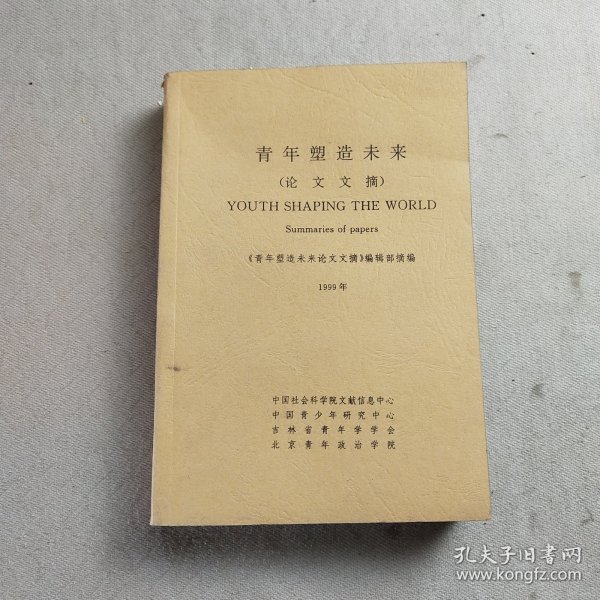 青年塑造未来
（论文文摘）
YOUTH SHAPING THE WORLD
Summaries of papers
《青年塑造未来论文文摘》编辑部摘编
1999年
中国社会科学院文献信息中心
中国青少年研究中心
吉林省青年学学会
北京青年政治学院
孔夫子旧书网
www.kongfz.com